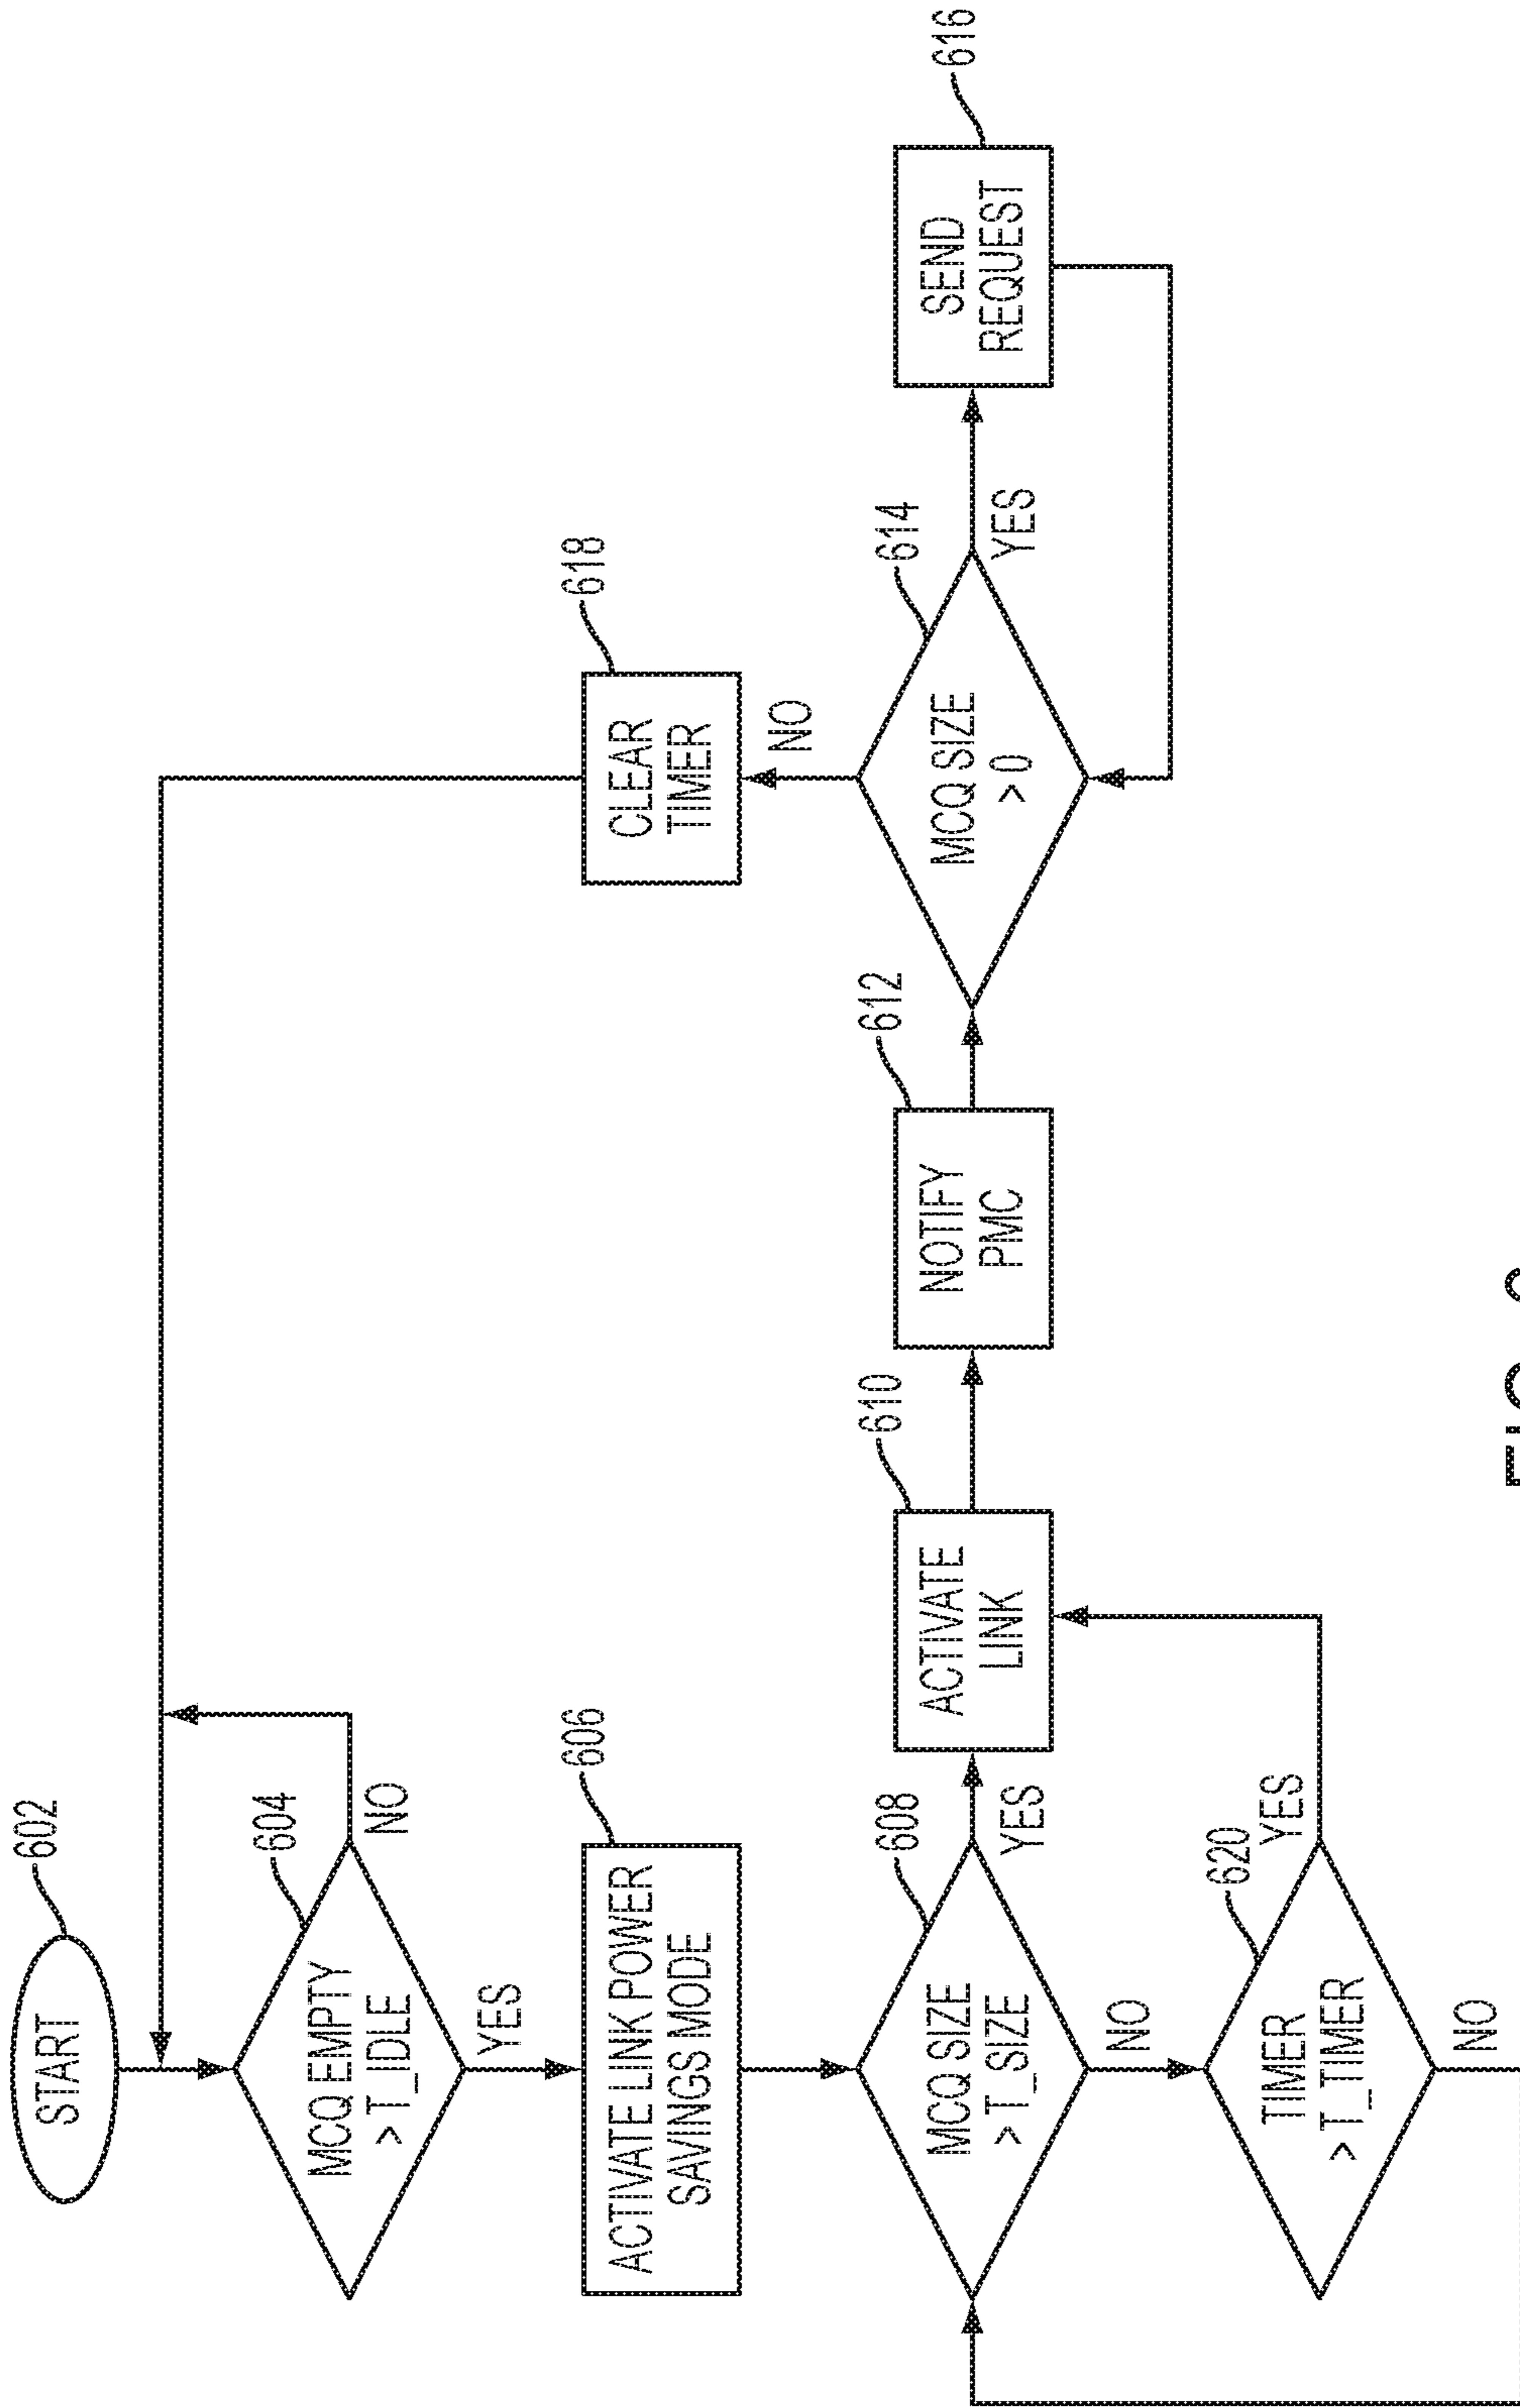 START
602
MCQ EMPTY
> T_IDLE
604
NO
YES
ACTIVATE LINK POWER
SAVINGS MODE
606
MCQ SIZE
> T_SIZE
608
YES
NO
ACTIVATE
LINK
610
NOTIFY
PMC
612
MCQ SIZE
> 0
614
YES
NO
SEND
REQUEST
616
CLEAR
TIMER
618
TIMER
> T_TIMER
620
YES
NO